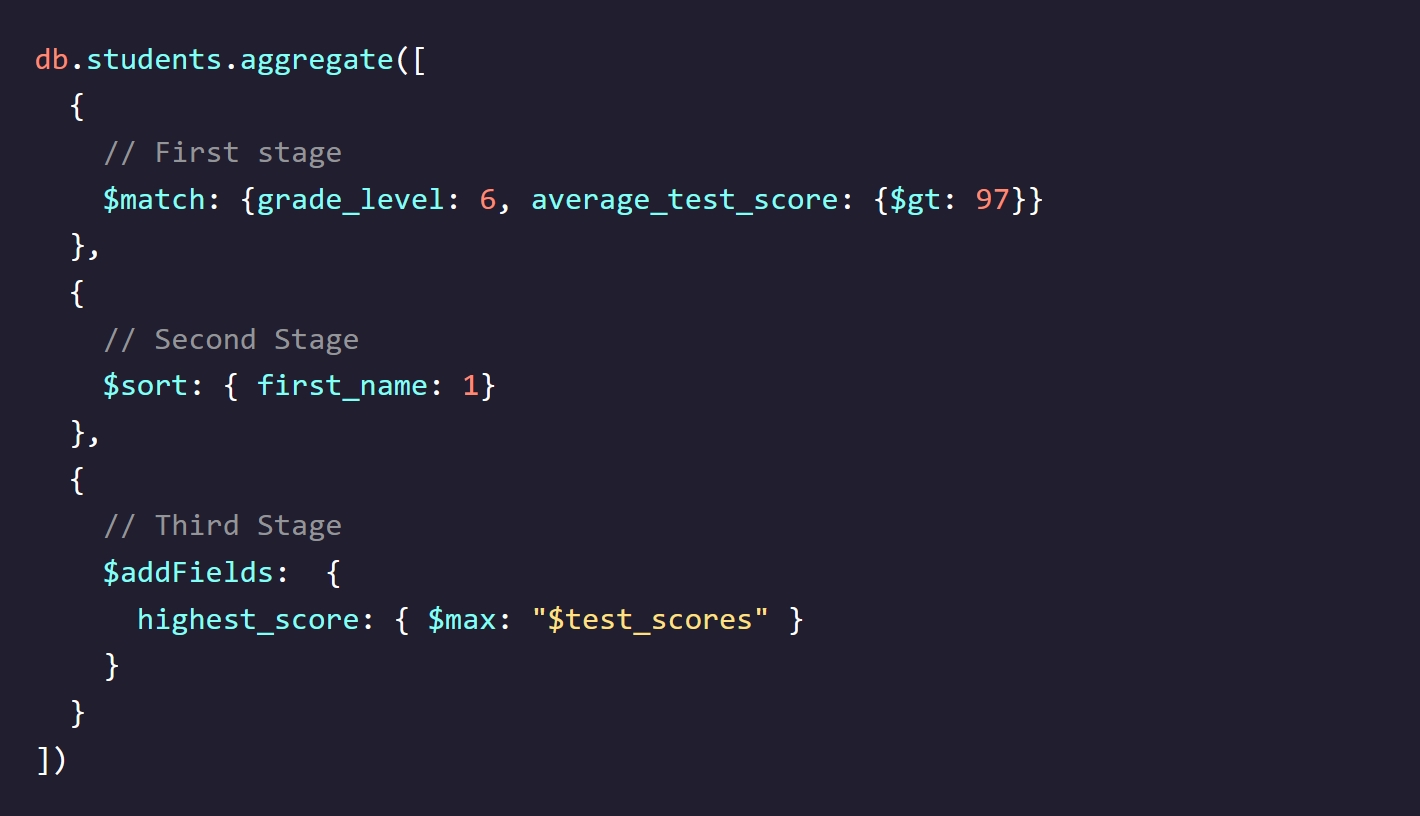 db.students.aggregate([
  {
    // First stage
    $match: {grade_level: 6, average_test_score: {$gt: 97}}
  },
  {
    // Second Stage
    $sort: { first_name: 1}
  },
  {
    // Third Stage
    $addFields:  {
      highest_score: { $max: "$test_scores" }
    }
  }
])